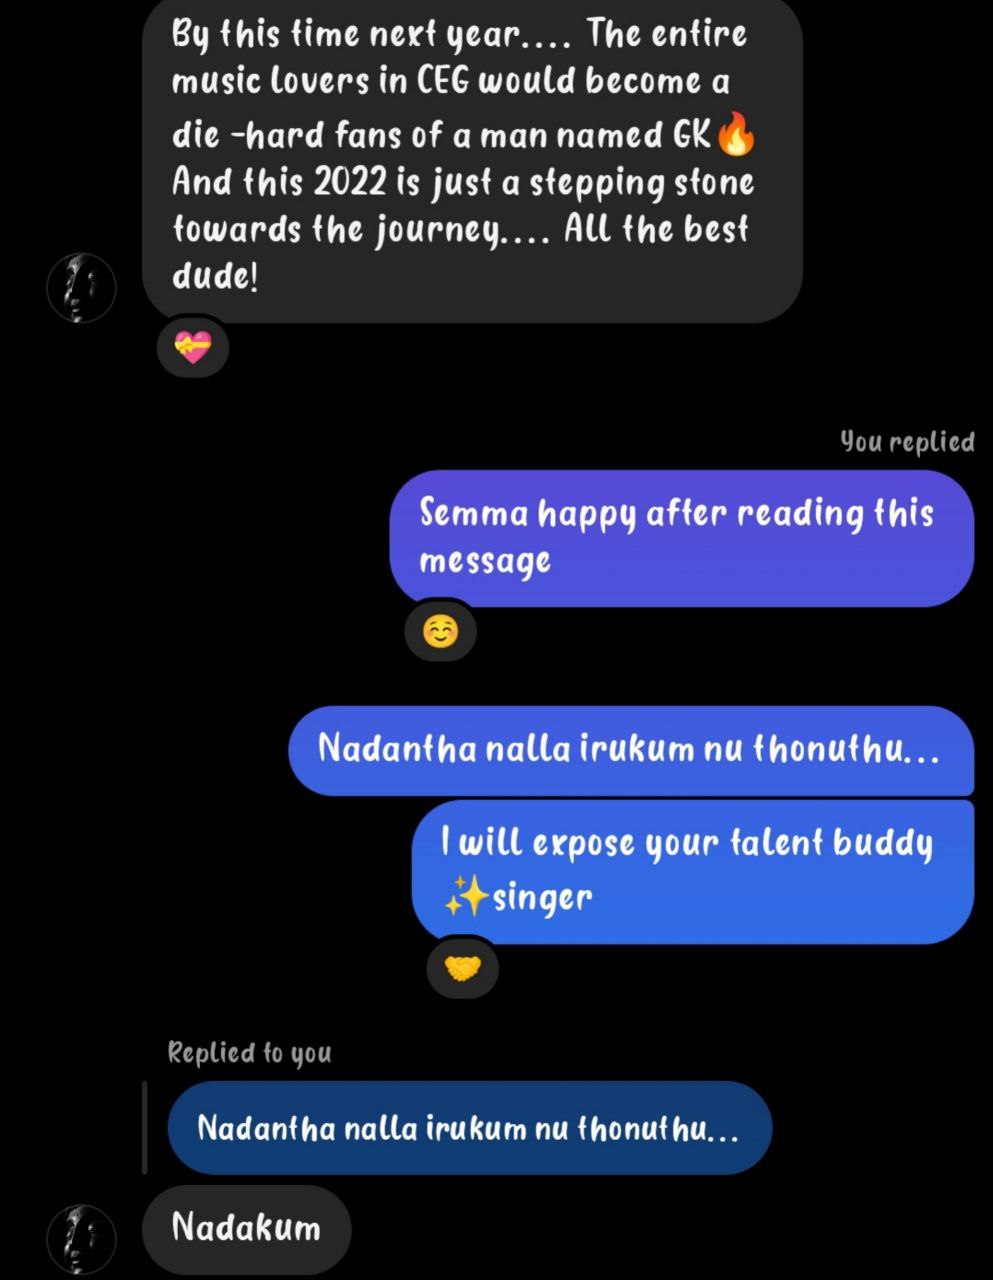 By this time next year.... The entire
music lovers in CEG would become a
die -hard fans of a man named GK🔥
And this 2022 is just a stepping stone
towards the journey.... All the best
dude!
You replied
Semma happy after reading this
message
Nadantha nalla irukum nu thonuthu...
I will expose your talent buddy
✨singer
Replied to you
Nadantha nalla irukum nu thonuthu...
Nadakum